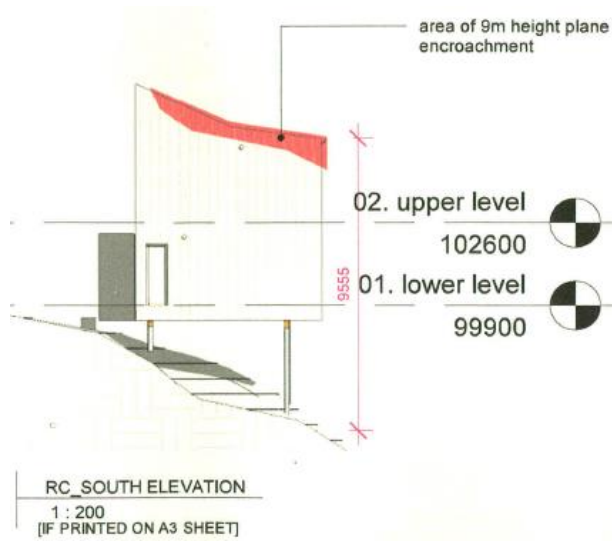 area of 9m height plane
encroachment
02. upper level
102600
9555
01. lower level
99900
RC_SOUTH ELEVATION
1 : 200
[IF PRINTED ON A3 SHEET]